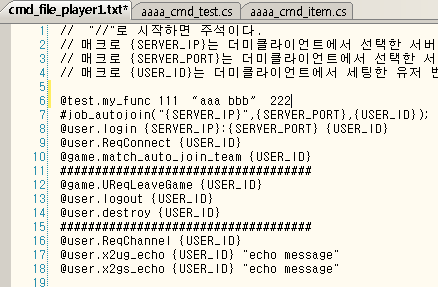 cmd_file_player1.txt* aaaa_cmd_test.cs aaaa_cmd_item.cs
1 // "//"로 시작하면 주석이다.
2 // 매크로 {SERVER_IP}는 더미클라이언트에서 선택한 서버
3 // 매크로 {SERVER_PORT}는 더미클라이언트에서 선택한 서
4 // 매크로 {USER_ID}는 더미클라이언트에서 세팅한 유저 번
5
6 @test.my_func 111 "aaa bbb" 222
7 #job_autojoin("{SERVER_IP}",{SERVER_PORT},{USER_ID});
8 @user.login {SERVER_IP}:{SERVER_PORT} {USER_ID}
9 @user.ReqConnect {USER_ID}
10 @game.match_auto_join_team {USER_ID}
11 ####################################
12 @game.UReqLeaveGame {USER_ID}
13 @user.logout {USER_ID}
14 @user.destroy {USER_ID}
15 ####################################
16 @user.ReqChannel {USER_ID}
17 @user.x2ug_echo {USER_ID} "echo message"
18 @user.x2gs_echo {USER_ID} "echo message"